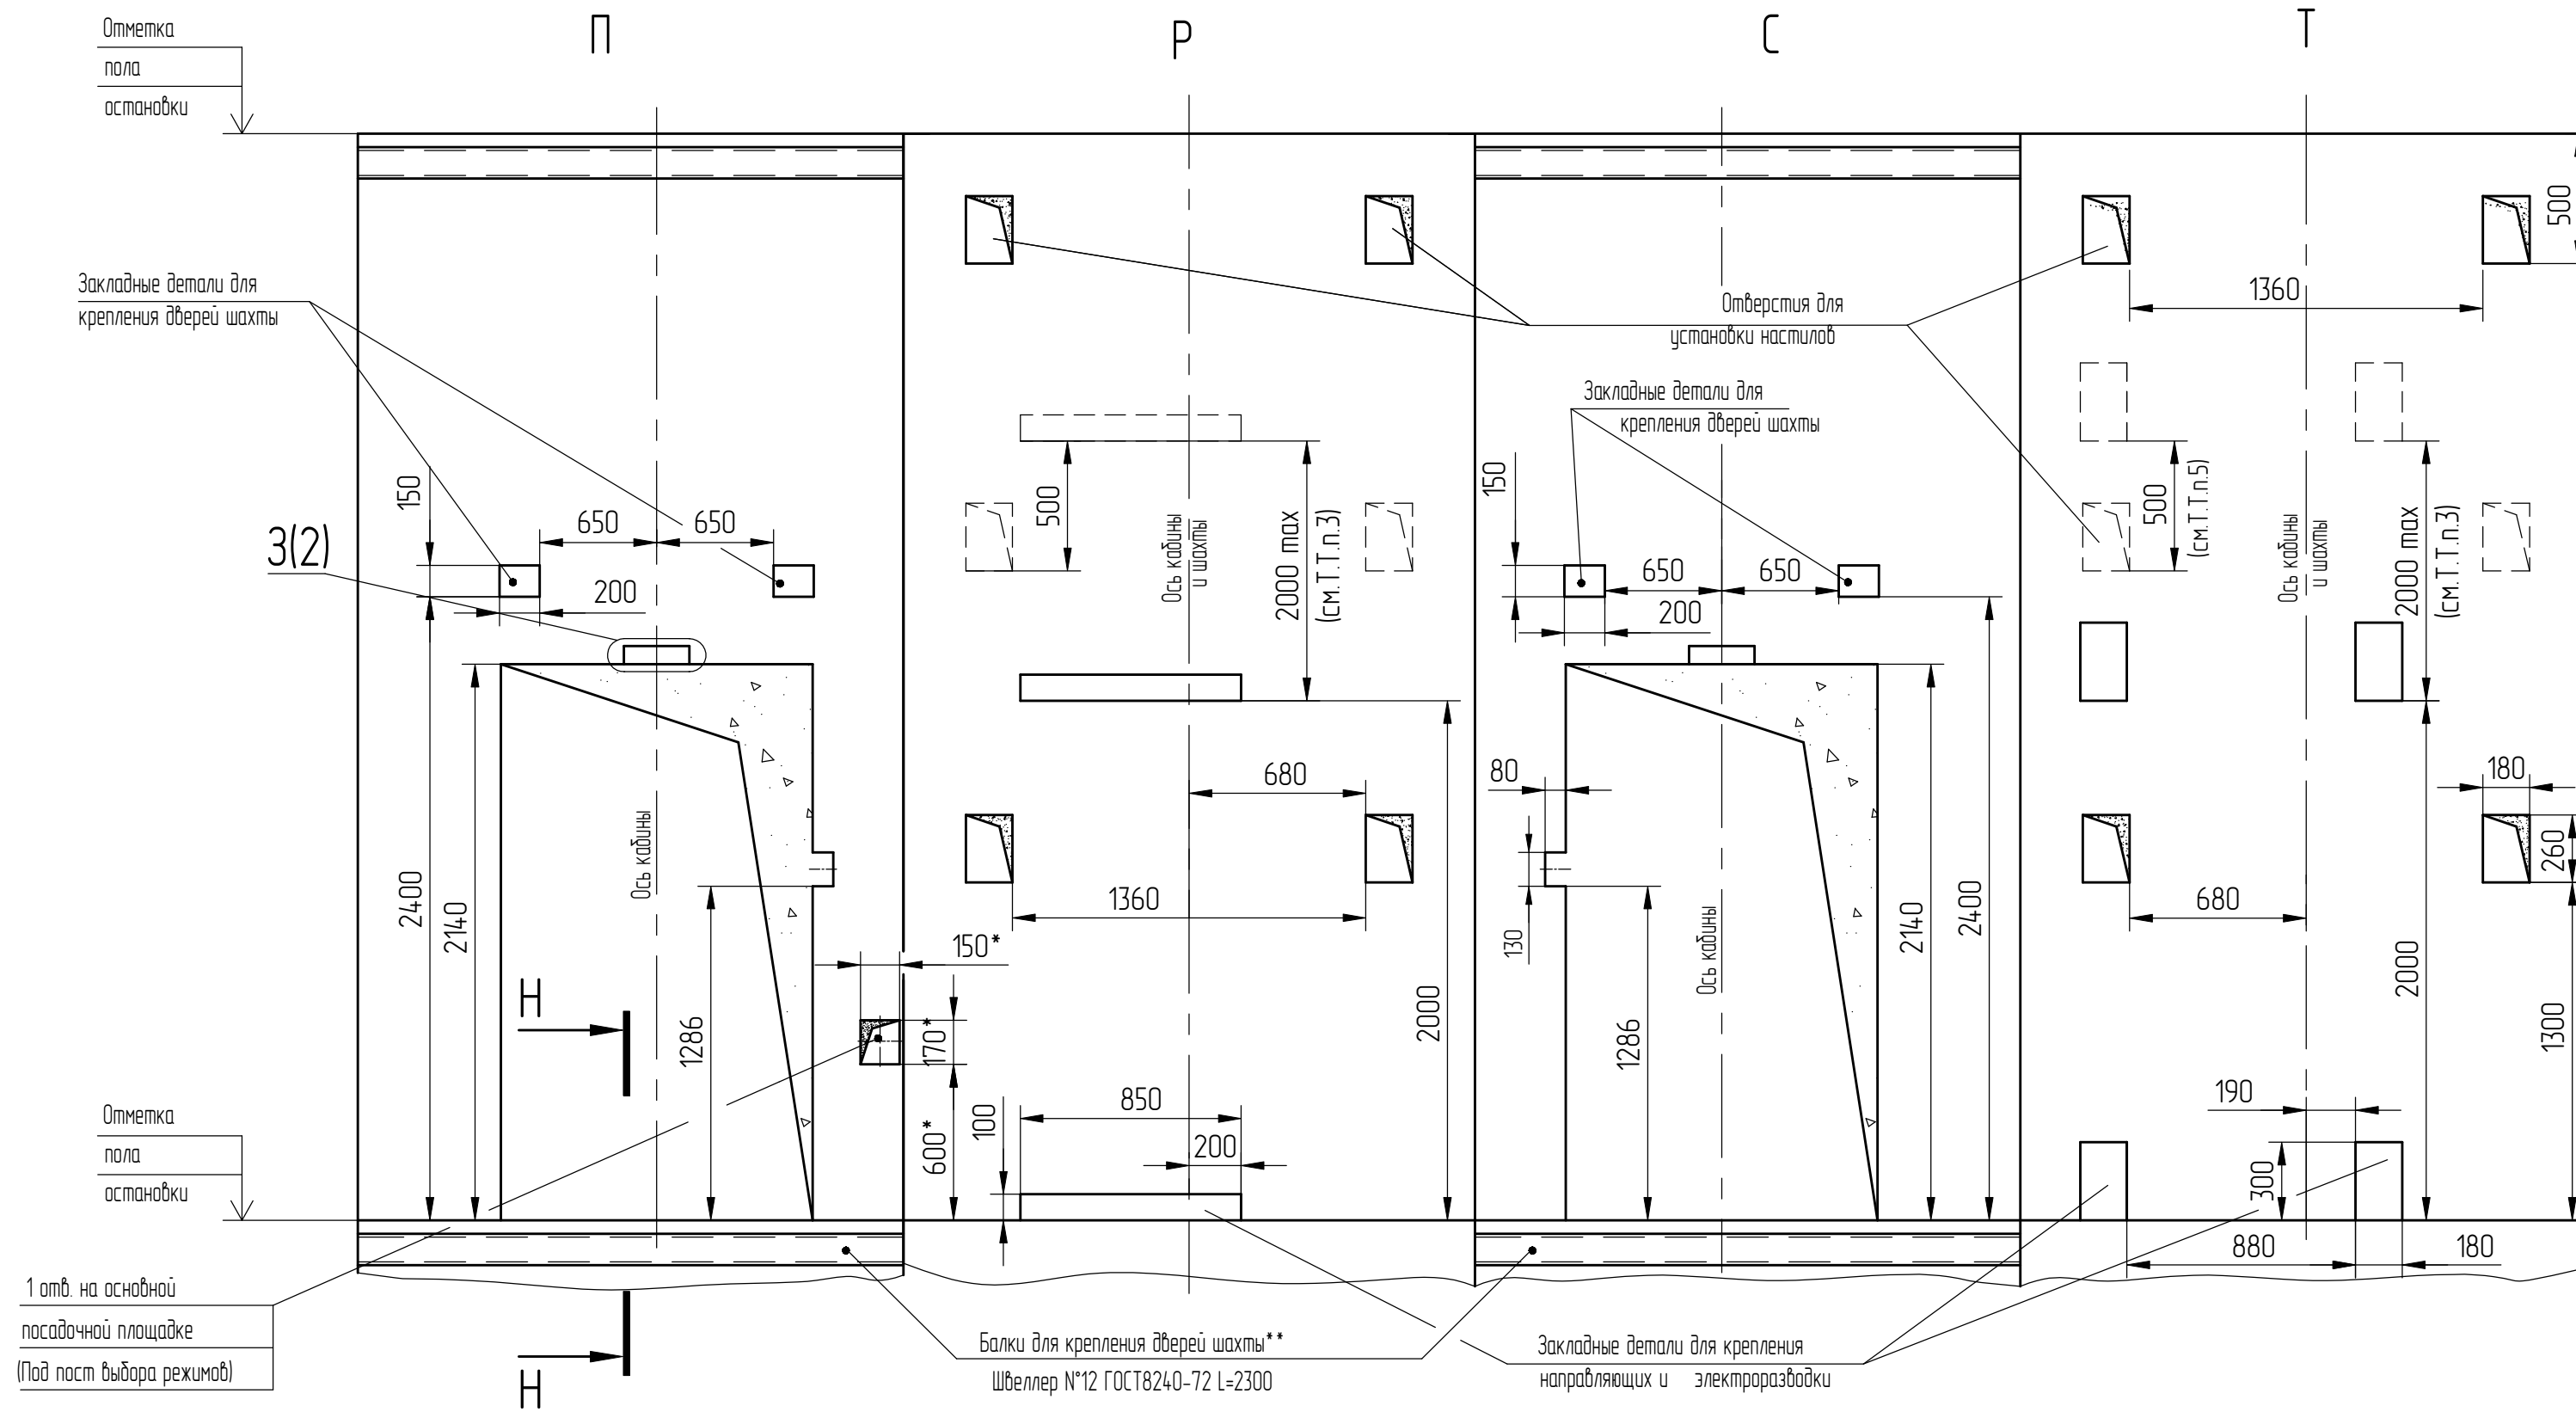 П
Р
С
Т
Отметка
пола
остановки
Закладные детали для
крепления дверей шахты
З(2)
150
650
650
200
2400
2140
Ось кабины
1286
Н
150*
170*
600*
Отметка
пола
остановки
1 отв. на основной
посадочной площадке
(Под пост выбора режимов)
Н
500
Ось кабины
и шахты
2000 max
(см.Т.Т.п.3)
680
1360
2000
850
100
200
Балки для крепления дверей шахты**
Швеллер N°12 ГОСТ8240-72 L=2300
Отверстия для
установки настилов
Закладные детали для
крепления дверей шахты
150
650
650
200
80
130
1286
Ось кабины
2140
2400
Закладные детали для крепления
направляющих и электроразводки
500
1360
500
(см.Т.Т.п.5)
Ось кабины
и шахты
2000 max
(см.Т.Т.п.3)
180
260
680
2000
1300
190
300
880
180